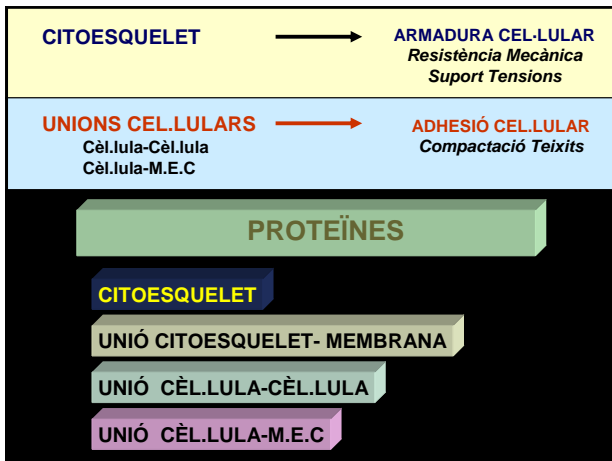 CITOESQUELET
ARMADURA CEL·LULAR
Resistència Mecànica
Suport Tensions
UNIONS CEL.LULARS
Cèl.lula-Cèl.lula
Cèl.lula-M.E.C
ADHESIÓ CEL.LULAR
Compactació Teixits
PROTEÏNES
CITOESQUELET
UNIÓ CITOESQUELET- MEMBRANA
UNIÓ CÈL.LULA-CÈL.LULA
UNIÓ CÈL.LULA-M.E.C